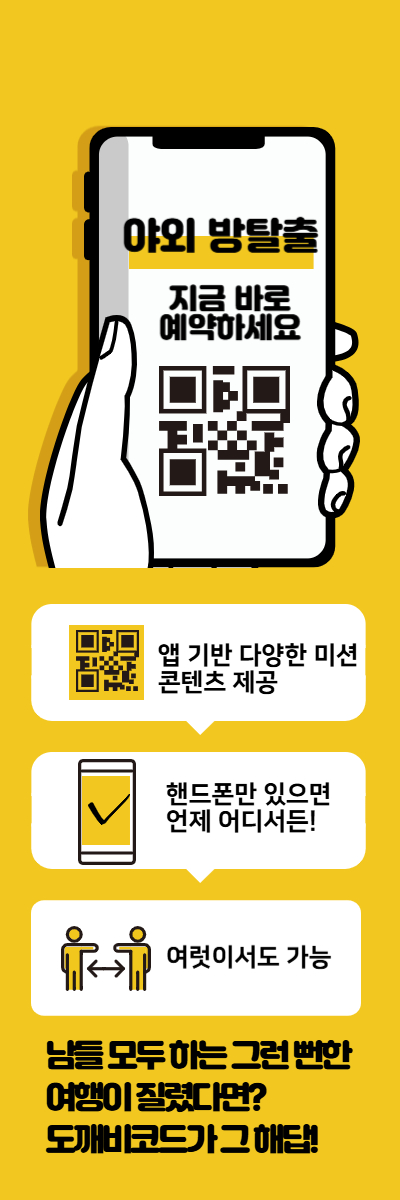 야외 방탈출
지금 바로
예약하세요
앱 기반 다양한 미션
콘텐츠 제공
핸드폰만 있으면
언제 어디서든!
여럿이서도 가능
남들 모두 하는 그런 뻔한
여행이 질렸다면?
도깨비코드가 그 해답!